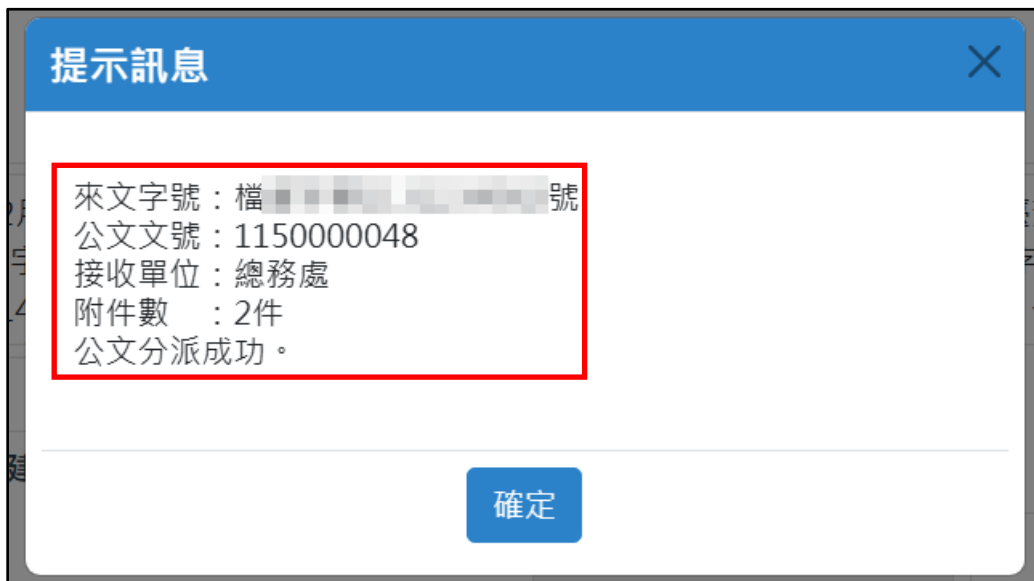 提示訊息
來文字號：檔號
公文文號：1150000048
接收單位：總務處
附件數　：2件
公文分派成功。
確定